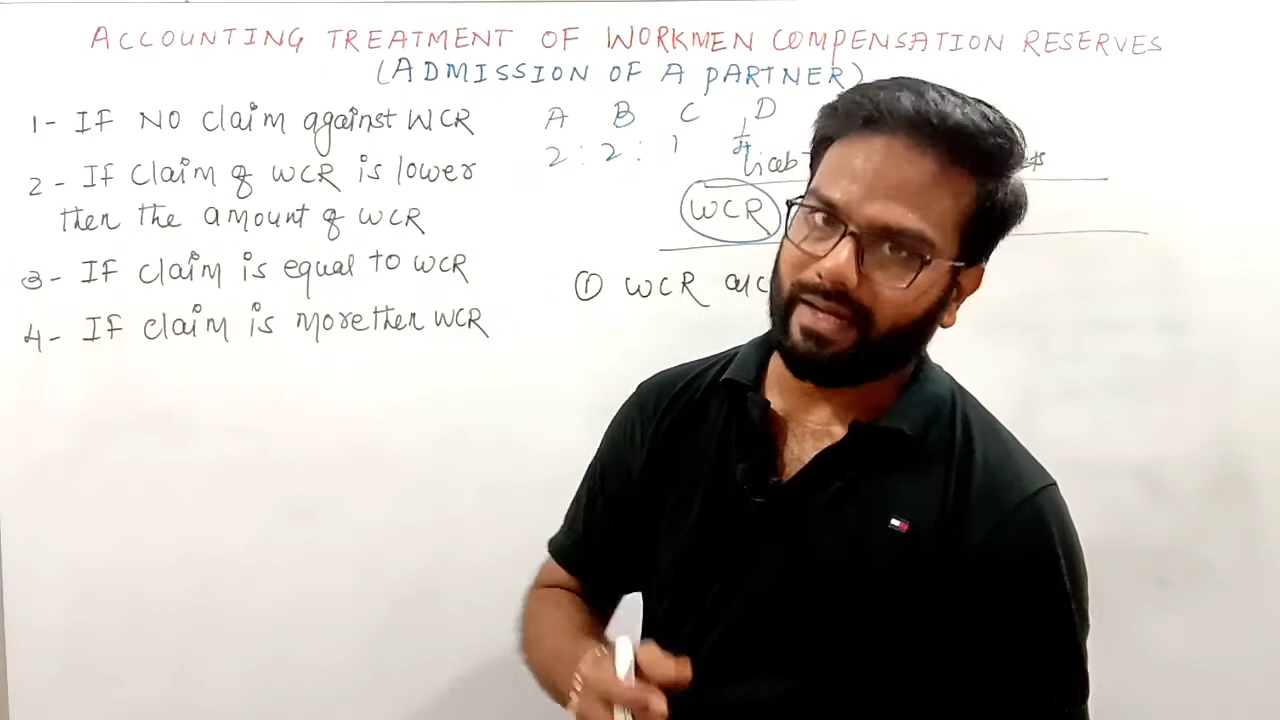 ACCOUNTING TREATMENT OF WORKMEN COMPENSATION RESERVES
(ADMISSION OF A PARTNER)
1- IF NO claim against WCR
2- If Claim of WCR is lower
then the amount of WCR
3- IF claim is equal to WCR
4- IF claim is more then WCR
A B C D
2 : 2 : 1
WCR
① WCR a/c